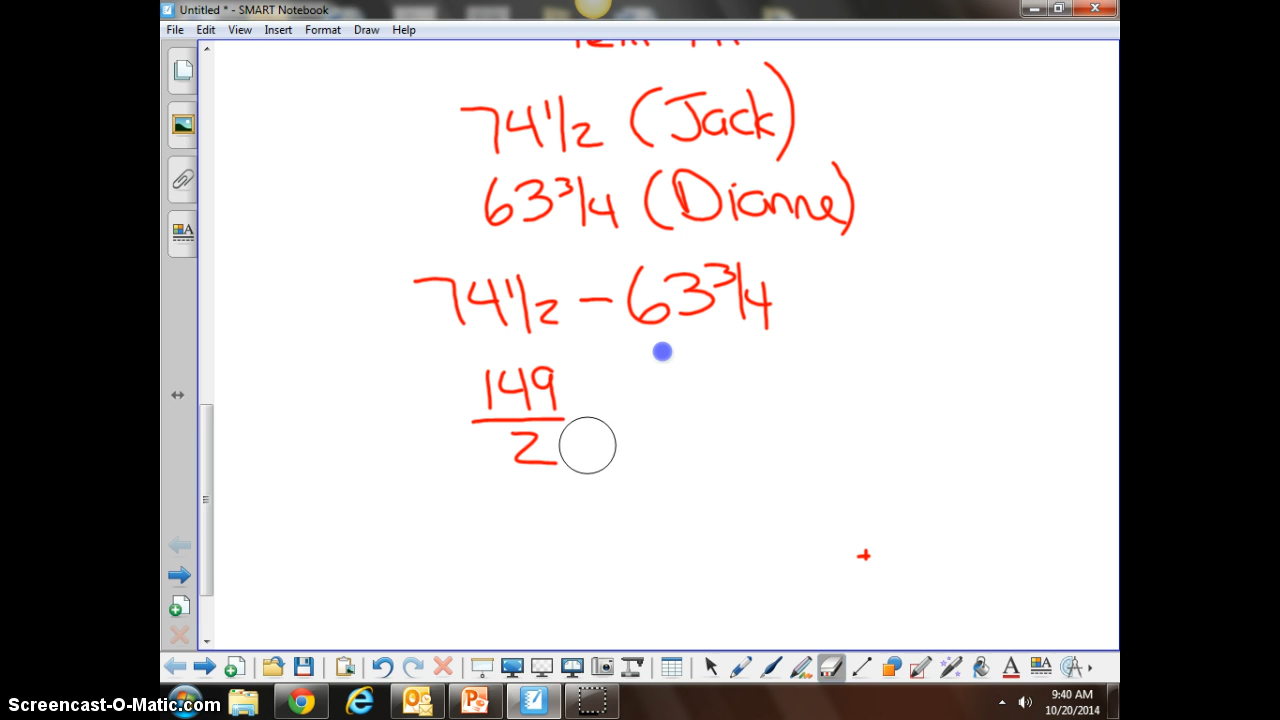 Untitled * - SMART Notebook
File Edit View Insert Format Draw Help
74 1/2 (Jack)
63 3/4 (Dianne)
74 1/2 - 63 3/4
149
2
+
9:40 AM
10/20/2014
Screencast-O-Matic.com